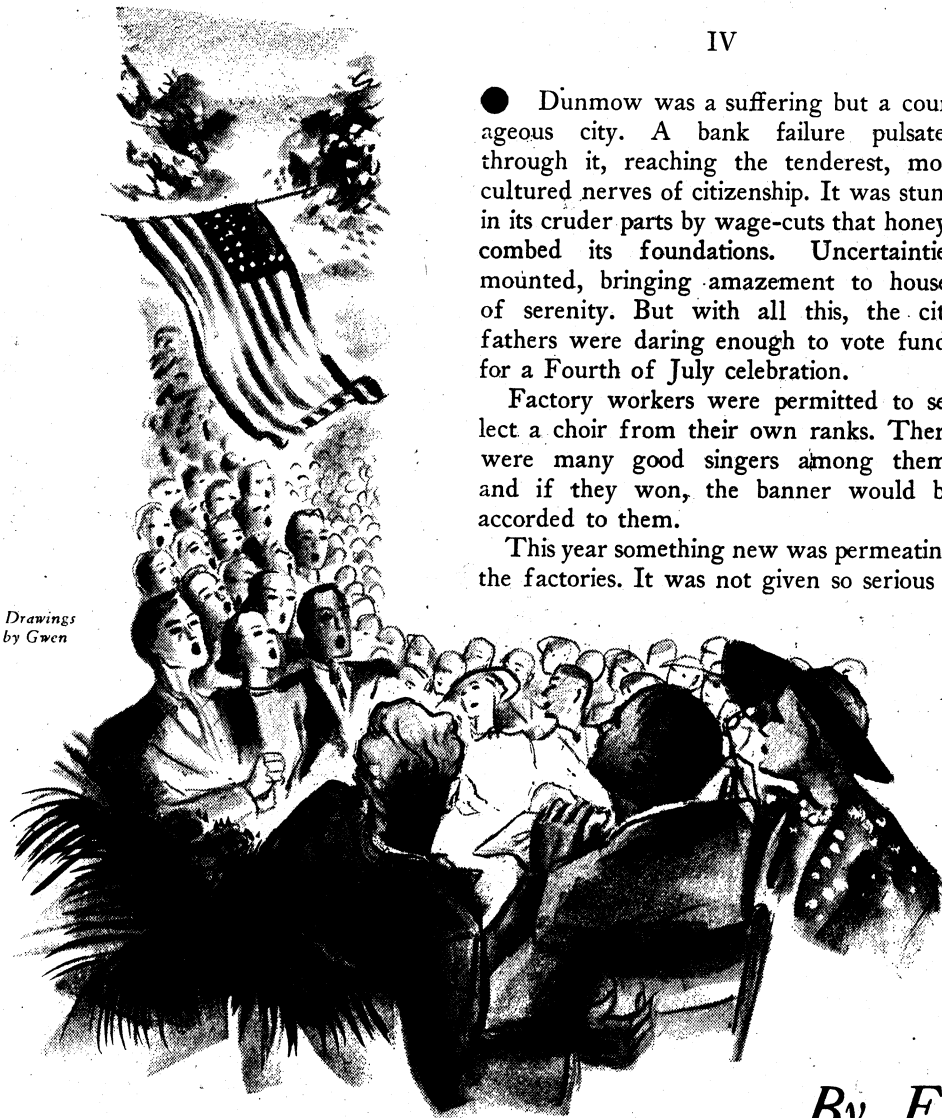 IV
Dunmow was a suffering but a cour
ageous city. A bank failure pulsate
through it, reaching the tenderest, mo
cultured nerves of citizenship. It was stun
in its cruder parts by wage-cuts that honey
combed its foundations. Uncertaintie
mounted, bringing amazement to house
of serenity. But with all this, the cit
fathers were daring enough to vote fund
for a Fourth of July celebration.
Factory workers were permitted to se
lect a choir from their own ranks. Ther
were many good singers among them
and if they won, the banner would b
accorded to them.
This year something new was permeatin
the factories. It was not given so serious
Drawings
by Gwen
By E